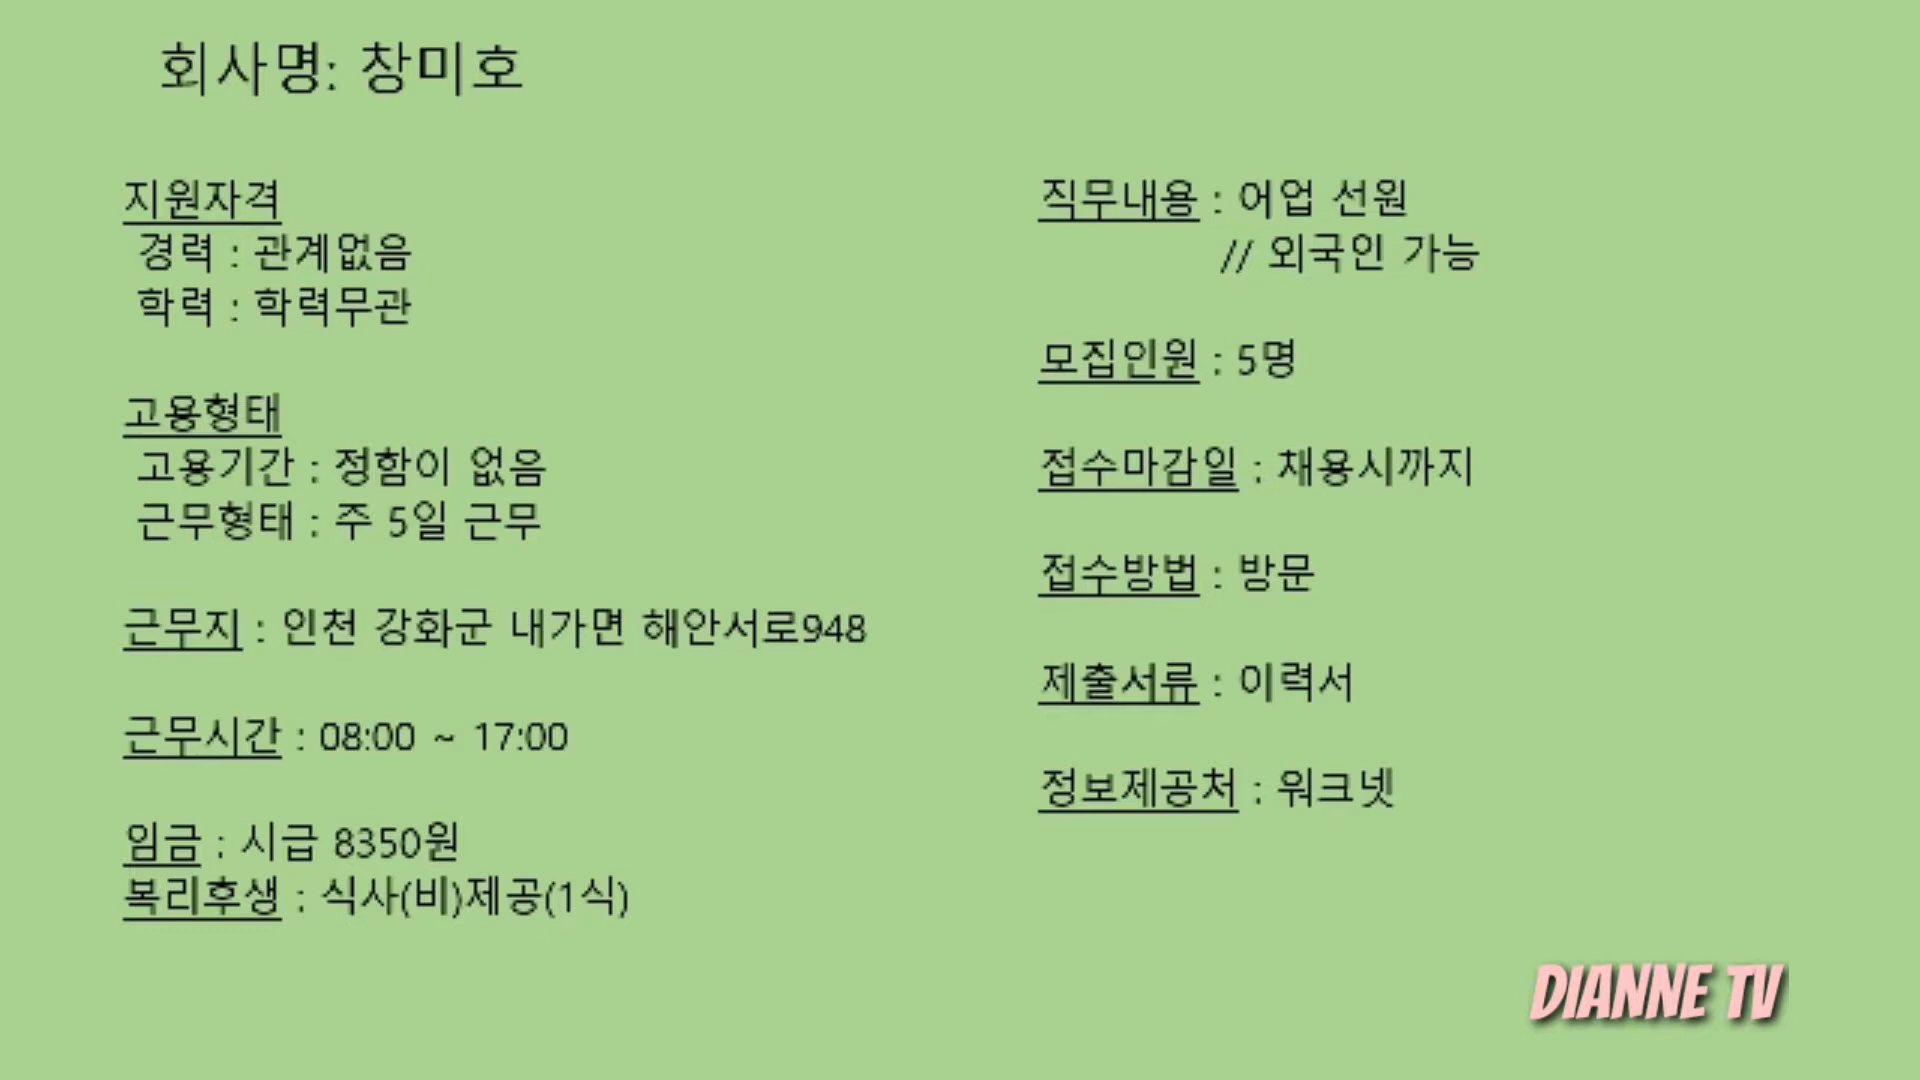 회사명: 창미호
지원자격
경력 : 관계없음
학력 : 학력무관
고용형태
고용기간 : 정함이 없음
근무형태 : 주 5일 근무
근무지 : 인천 강화군 내가면 해안서로948
근무시간 : 08:00 ~ 17:00
임금 : 시급 8350원
복리후생 : 식사(비)제공(1식)
직무내용 : 어업 선원
// 외국인 가능
모집인원 : 5명
접수마감일 : 채용시까지
접수방법 : 방문
제출서류 : 이력서
정보제공처 : 워크넷
DIANNE TV